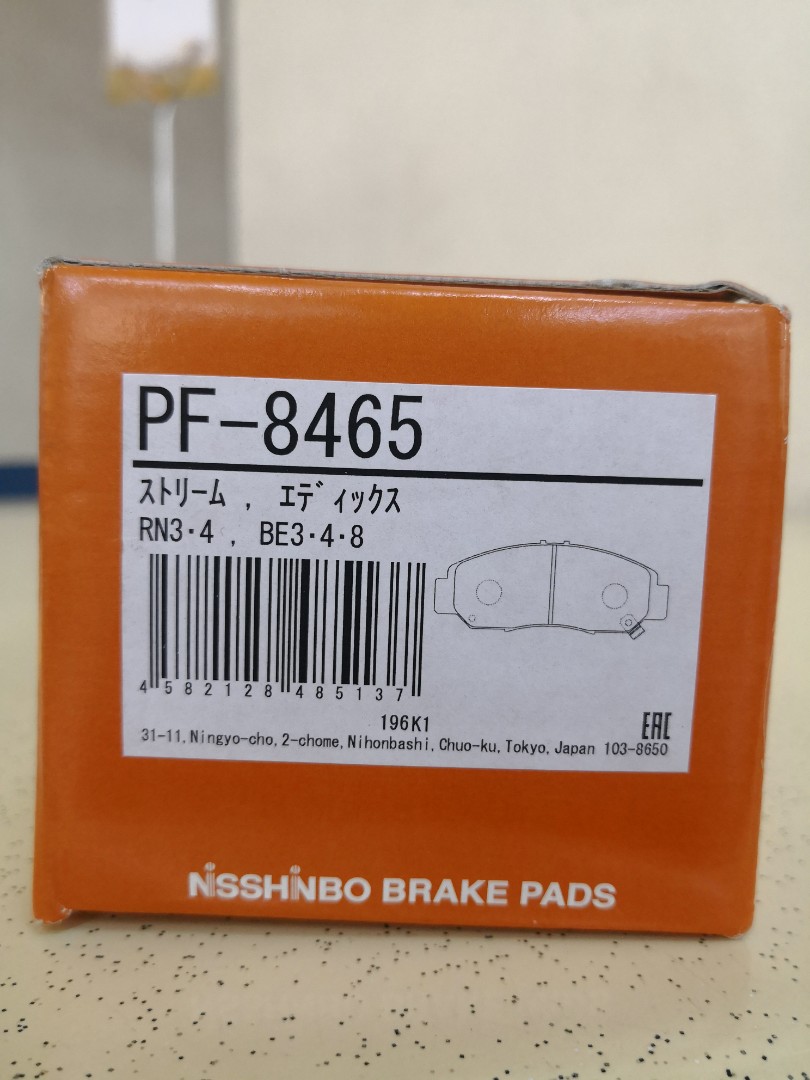 PF-8465
ｽﾄﾘｰﾑ , ｴﾃﾞｨｯｸｽ
RN3･4 , BE3･4･8
4 582128 485137
196K1
EAC
31-11, Ningyo-cho, 2-chome, Nihonbashi, Chuo-ku, Tokyo, Japan 103-8650
NISSHINBO BRAKE PADS